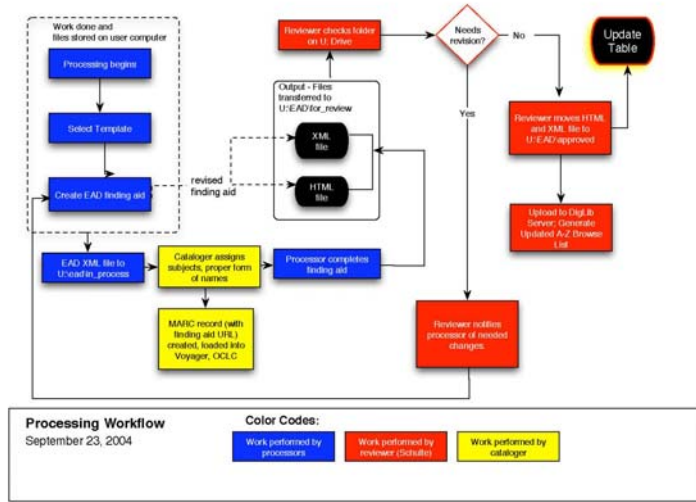 Work done and
files stored on user computer
Processing begins
Select Template
Create EAD finding aid
revised
finding aid
EAD XML file to
U:\ead\in_process
Cataloger assigns
subjects, proper form
of names
Processor completes
finding aid
MARC record (with
finding aid URL)
created, loaded into
Voyager, OCLC
Reviewer checks folder
on U: Drive
Output - Files
transferred to
U:\EAD\for_review
XML
file
HTML
file
Needs
revision?
No
Yes
Update
Table
Reviewer moves HTML
and XML file to
U:\EAD\approved
Upload to DigLib
Server; Generate
Updated A-Z Browse
List
Reviewer notifies
processor of needed
changes.
Processing Workflow
September 23, 2004
Color Codes:
Work performed by
processors
Work performed by
reviewer (Schulte)
Work performed by
cataloger